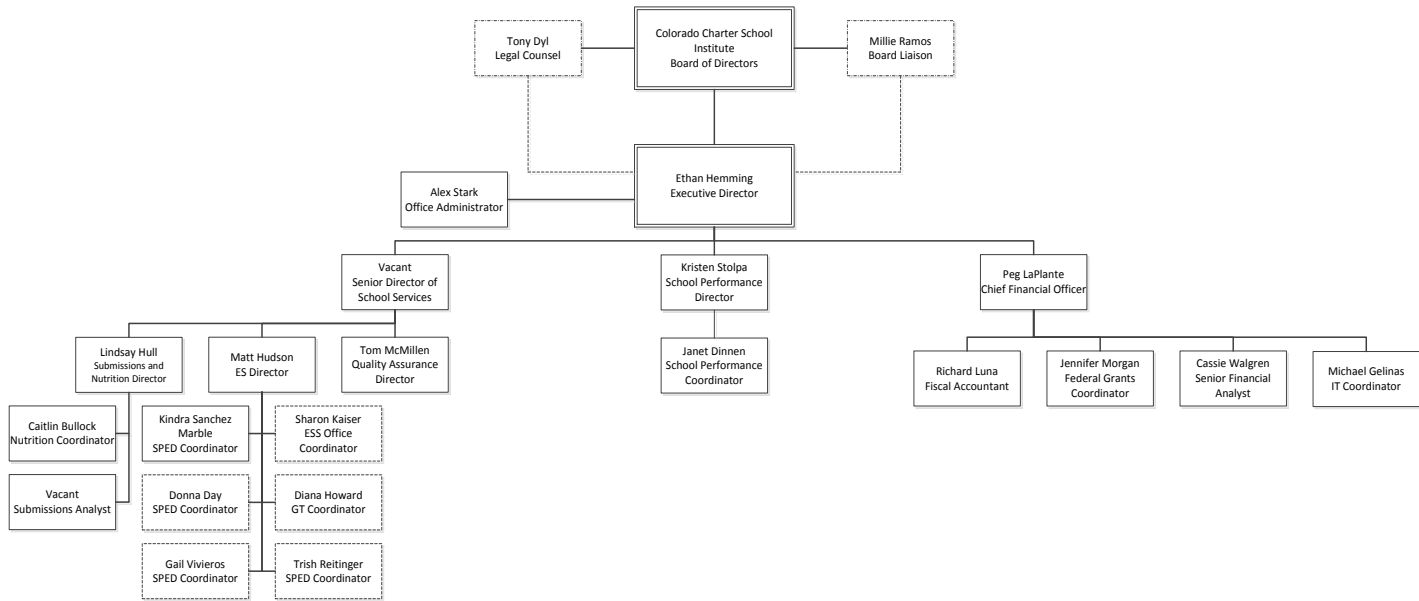 Tony Dyl
Legal Counsel
Colorado Charter School
Institute
Board of Directors
Millie Ramos
Board Liaison
Ethan Hemming
Executive Director
Alex Stark
Office Administrator
Vacant
Senior Director of
School Services
Kristen Stolpa
School Performance
Director
Peg LaPlante
Chief Financial Officer
Lindsay Hull
Submissions and
Nutrition Director
Matt Hudson
ES Director
Tom McMillen
Quality Assurance
Director
Janet Dinnen
School Performance
Coordinator
Richard Luna
Fiscal Accountant
Jennifer Morgan
Federal Grants
Coordinator
Cassie Walgren
Senior Financial
Analyst
Michael Gelinas
IT Coordinator
Caitlin Bullock
Nutrition Coordinator
Kindra Sanchez
Marble
SPED Coordinator
Sharon Kaiser
ESS Office
Coordinator
Vacant
Submissions Analyst
Donna Day
SPED Coordinator
Diana Howard
GT Coordinator
Gail Vivieros
SPED Coordinator
Trish Reitinger
SPED Coordinator